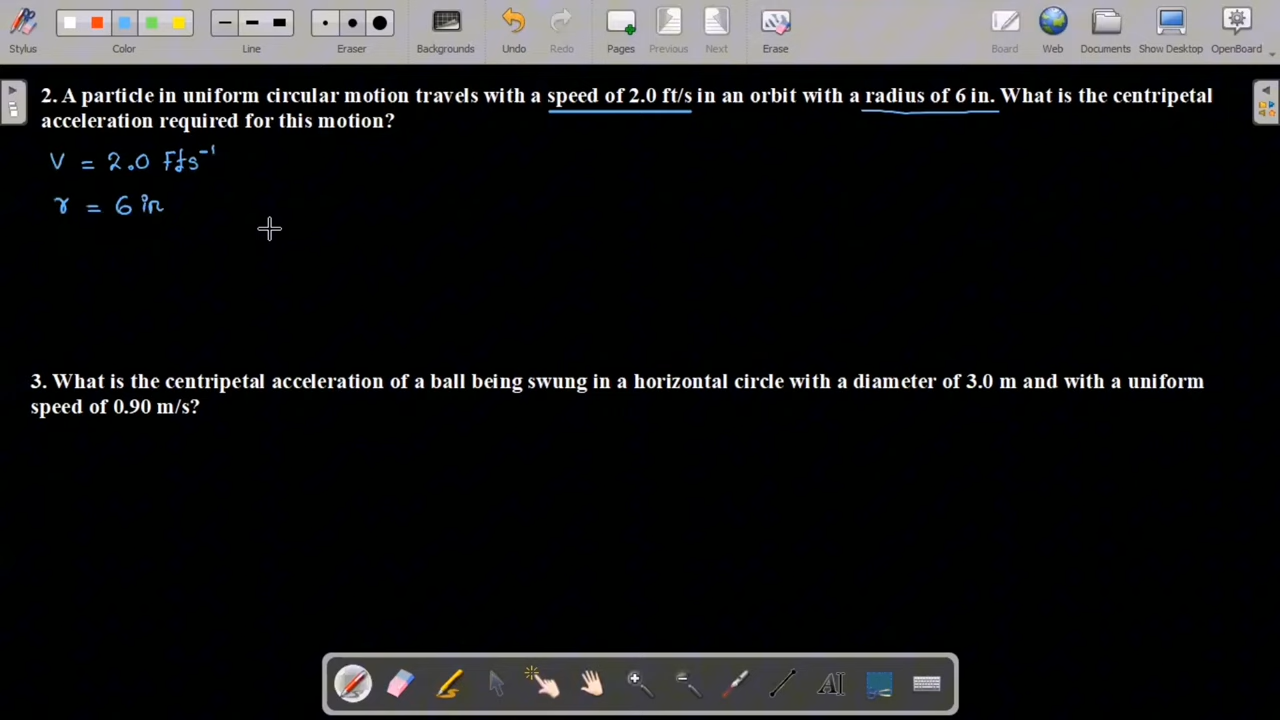 Stylus Color Line Eraser Backgrounds Undo Redo Pages Previous Next Erase Board Web Documents Show Desktop OpenBoard
2. A particle in uniform circular motion travels with a speed of 2.0 ft/s in an orbit with a radius of 6 in. What is the centripetal
acceleration required for this motion?
V = 2.0 Fts⁻¹
r = 6 in
3. What is the centripetal acceleration of a ball being swung in a horizontal circle with a diameter of 3.0 m and with a uniform
speed of 0.90 m/s?
AI